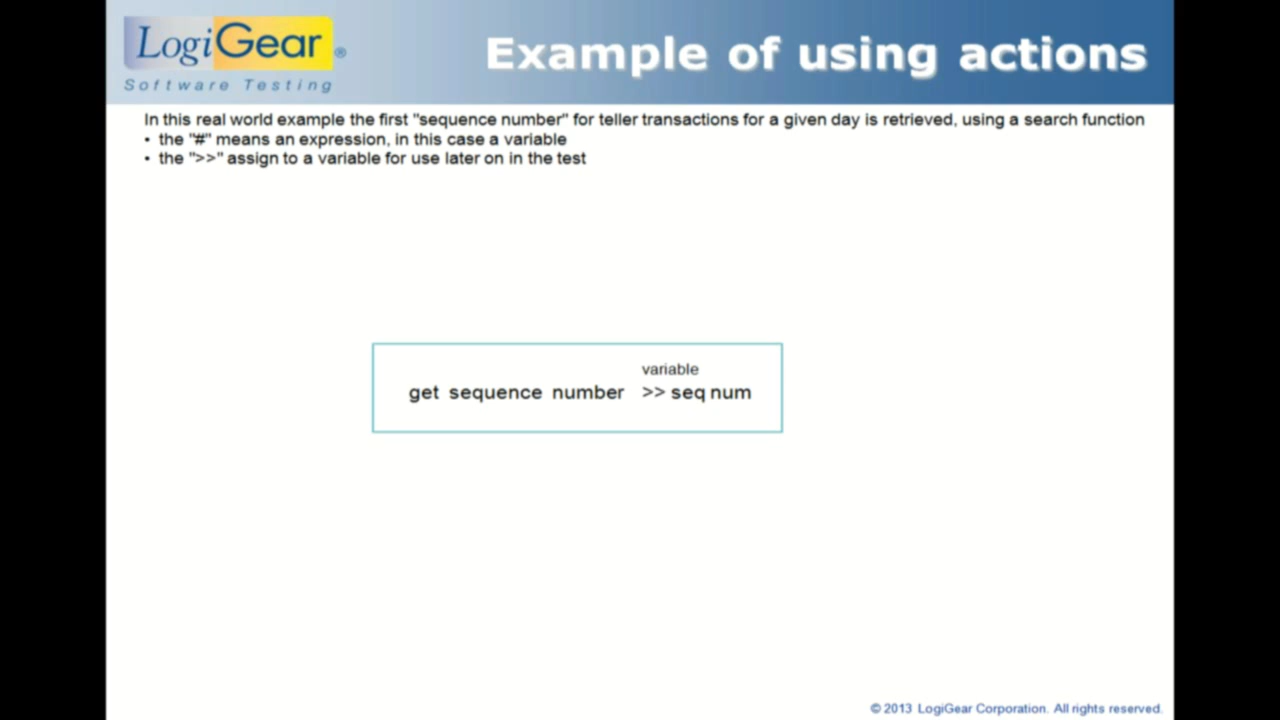 LogiGear®
Software Testing
Example of using actions
In this real world example the first "sequence number" for teller transactions for a given day is retrieved, using a search function
• the "#" means an expression, in this case a variable
• the ">>" assign to a variable for use later on in the test
variable
get sequence number >> seq num
© 2013 LogiGear Corporation. All rights reserved.